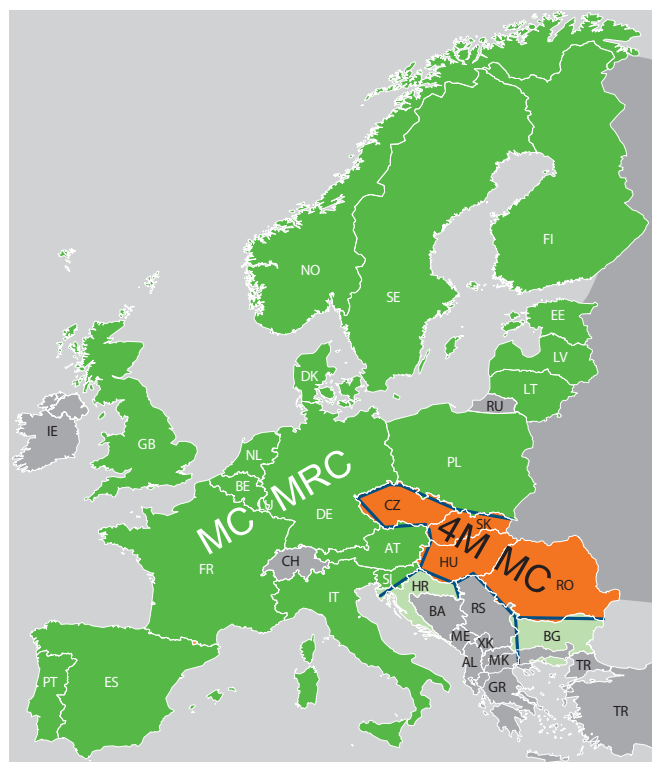 NO
SE
FI
EE
LV
LT
RU
DK
IE
GB
NL
BE
LU
DE
PL
MC MRC
CZ
SK
4M MC
FR
CH
AT
HU
RO
SI
HR
IT
BA
RS
ME
XK
BG
AL
MK
TR
GR
PT
ES
TR